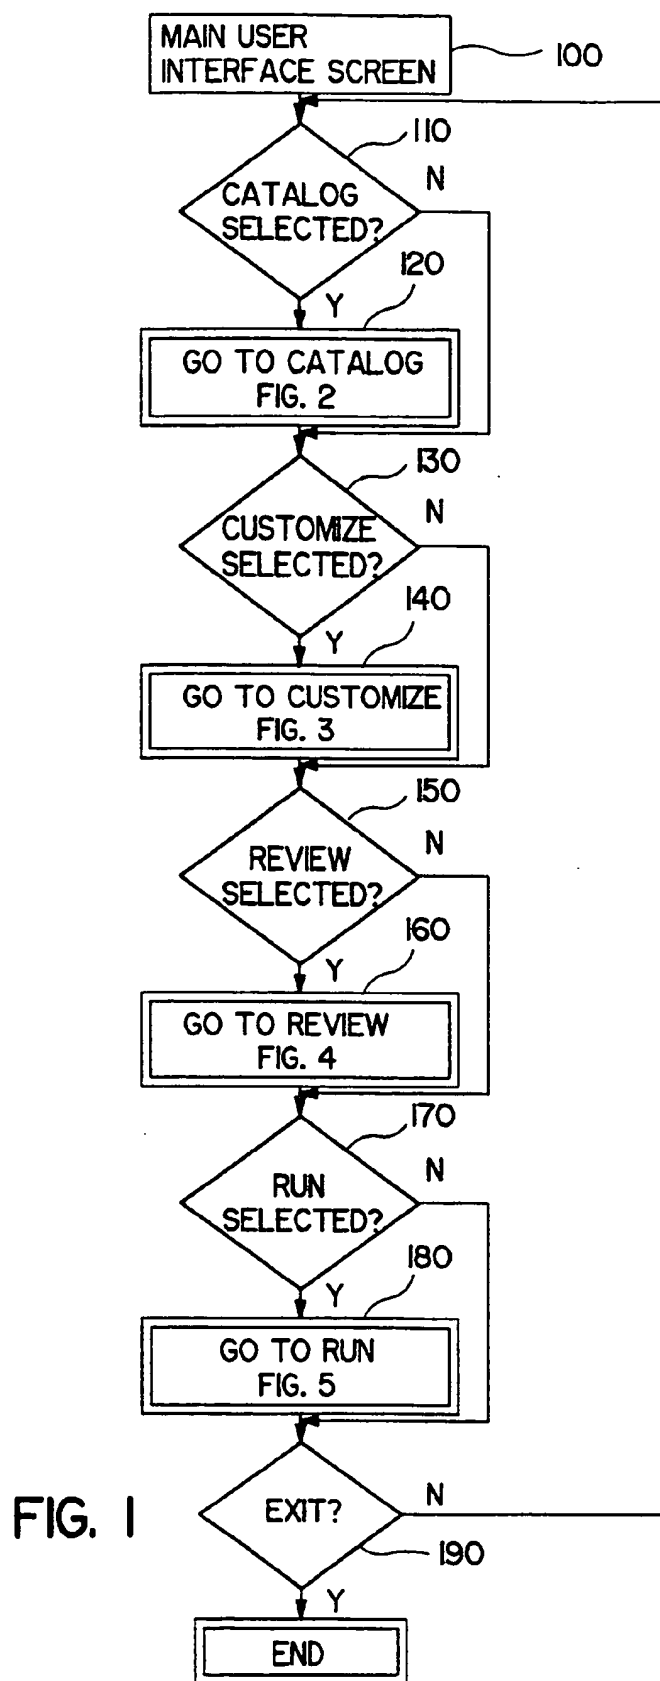 MAIN USER
INTERFACE SCREEN
100
110
N
CATALOG
SELECTED?
120
Y
GO TO CATALOG
FIG. 2
130
N
CUSTOMIZE
SELECTED?
140
Y
GO TO CUSTOMIZE
FIG. 3
150
N
REVIEW
SELECTED?
160
Y
GO TO REVIEW
FIG. 4
170
N
RUN
SELECTED?
180
Y
GO TO RUN
FIG. 5
N
EXIT?
FIG. 1
190
Y
END